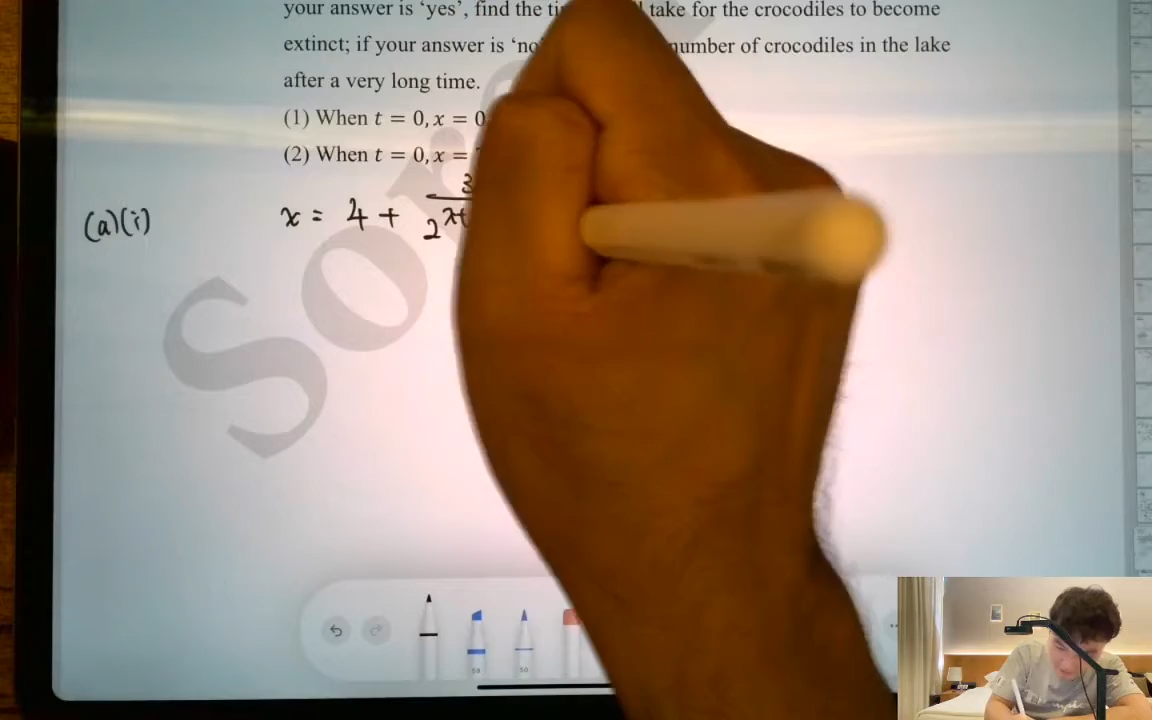 your answer is ‘yes’, find the take for the crocodiles to become
extinct; if your answer is ‘no number of crocodiles in the lake
after a very long time.
(1) When t = 0, x = 0
(2) When t = 0, x =
(a)(i) x = 4 + 3